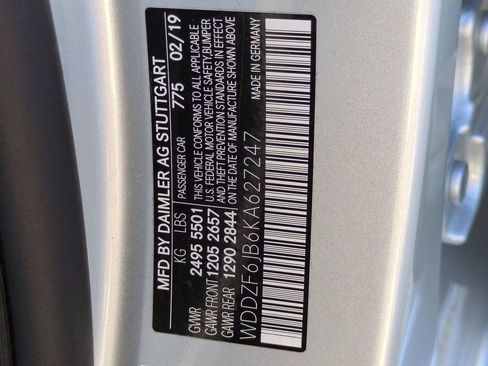 MFD BY DAIMLER AG STUTTGART
KG LBS PASSENGER CAR 775 02/19
GVWR 2495 5501 THIS VEHICLE CONFORMS TO ALL APPLICABLE
GAWR FRONT 1205 2657 U.S. FEDERAL MOTOR VEHICLE SAFETY, BUMPER
GAWR REAR 1290 2844 AND THEFT PREVENTION STANDARDS IN EFFECT
ON THE DATE OF MANUFACTURE SHOWN ABOVE
WDDZF6JB6KA627247 MADE IN GERMANY